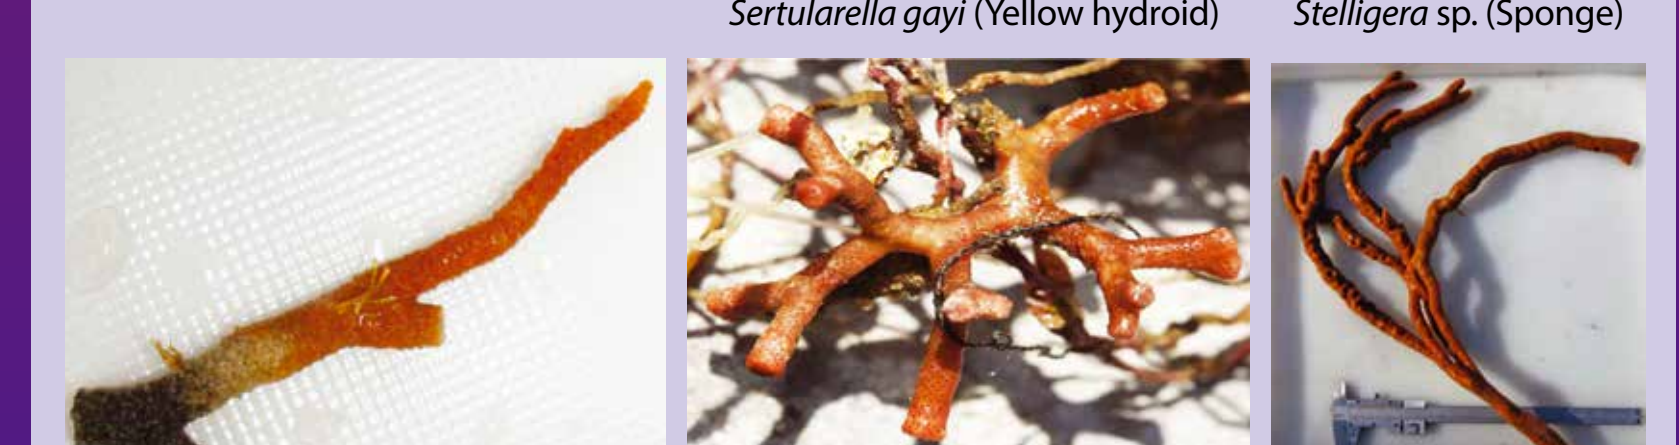 Sertularella gayi (Yellow hydroid)
Stelligera sp. (Sponge)